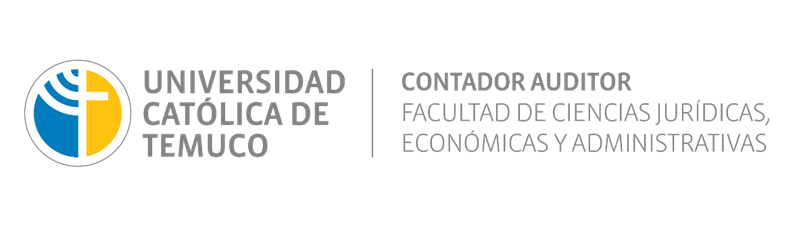 UNIVERSIDAD
CATÓLICA DE
TEMUCO
CONTADOR AUDITOR
FACULTAD DE CIENCIAS JURÍDICAS,
ECONÓMICAS Y ADMINISTRATIVAS